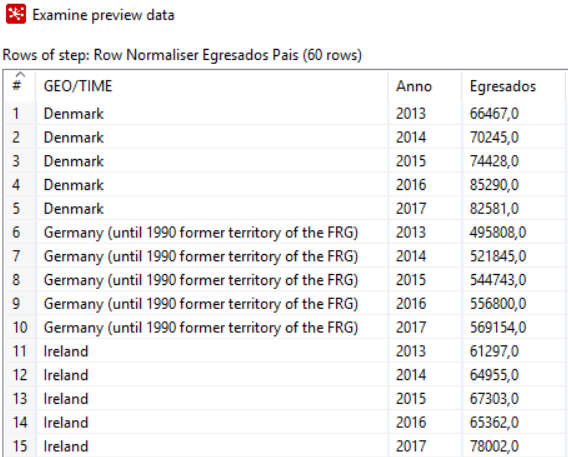 Examine preview data
Rows of step: Row Normaliser Egresados Pais (60 rows)
# GEO/TIME Anno Egresados
1 Denmark 2013 66467,0
2 Denmark 2014 70245,0
3 Denmark 2015 74428,0
4 Denmark 2016 85290,0
5 Denmark 2017 82581,0
6 Germany (until 1990 former territory of the FRG) 2013 495808,0
7 Germany (until 1990 former territory of the FRG) 2014 521845,0
8 Germany (until 1990 former territory of the FRG) 2015 544743,0
9 Germany (until 1990 former territory of the FRG) 2016 556800,0
10 Germany (until 1990 former territory of the FRG) 2017 569154,0
11 Ireland 2013 61297,0
12 Ireland 2014 64955,0
13 Ireland 2015 67303,0
14 Ireland 2016 65362,0
15 Ireland 2017 78002,0